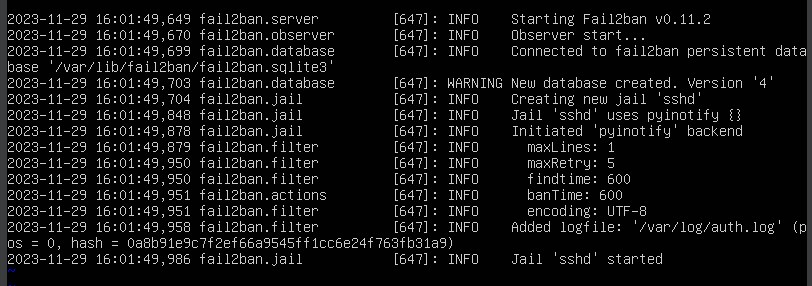 2023-11-29 16:01:49,649 fail2ban.server         [647]: INFO    Starting Fail2ban v0.11.2
2023-11-29 16:01:49,670 fail2ban.observer       [647]: INFO    Observer start...
2023-11-29 16:01:49,699 fail2ban.database       [647]: INFO    Connected to fail2ban persistent data
base '/var/lib/fail2ban/fail2ban.sqlite3'
2023-11-29 16:01:49,703 fail2ban.database       [647]: WARNING New database created. Version '4'
2023-11-29 16:01:49,704 fail2ban.jail           [647]: INFO    Creating new jail 'sshd'
2023-11-29 16:01:49,848 fail2ban.jail           [647]: INFO    Jail 'sshd' uses pyinotify {}
2023-11-29 16:01:49,878 fail2ban.jail           [647]: INFO    Initiated 'pyinotify' backend
2023-11-29 16:01:49,879 fail2ban.filter         [647]: INFO      maxLines: 1
2023-11-29 16:01:49,950 fail2ban.filter         [647]: INFO      maxRetry: 5
2023-11-29 16:01:49,950 fail2ban.filter         [647]: INFO      findtime: 600
2023-11-29 16:01:49,951 fail2ban.actions        [647]: INFO      banTime: 600
2023-11-29 16:01:49,951 fail2ban.filter         [647]: INFO      encoding: UTF-8
2023-11-29 16:01:49,958 fail2ban.filter         [647]: INFO    Added logfile: '/var/log/auth.log' (p
os = 0, hash = 0a8b91e9c7f2ef66a9545ff1cc6e24f763fb31a9)
2023-11-29 16:01:49,986 fail2ban.jail           [647]: INFO    Jail 'sshd' started
~